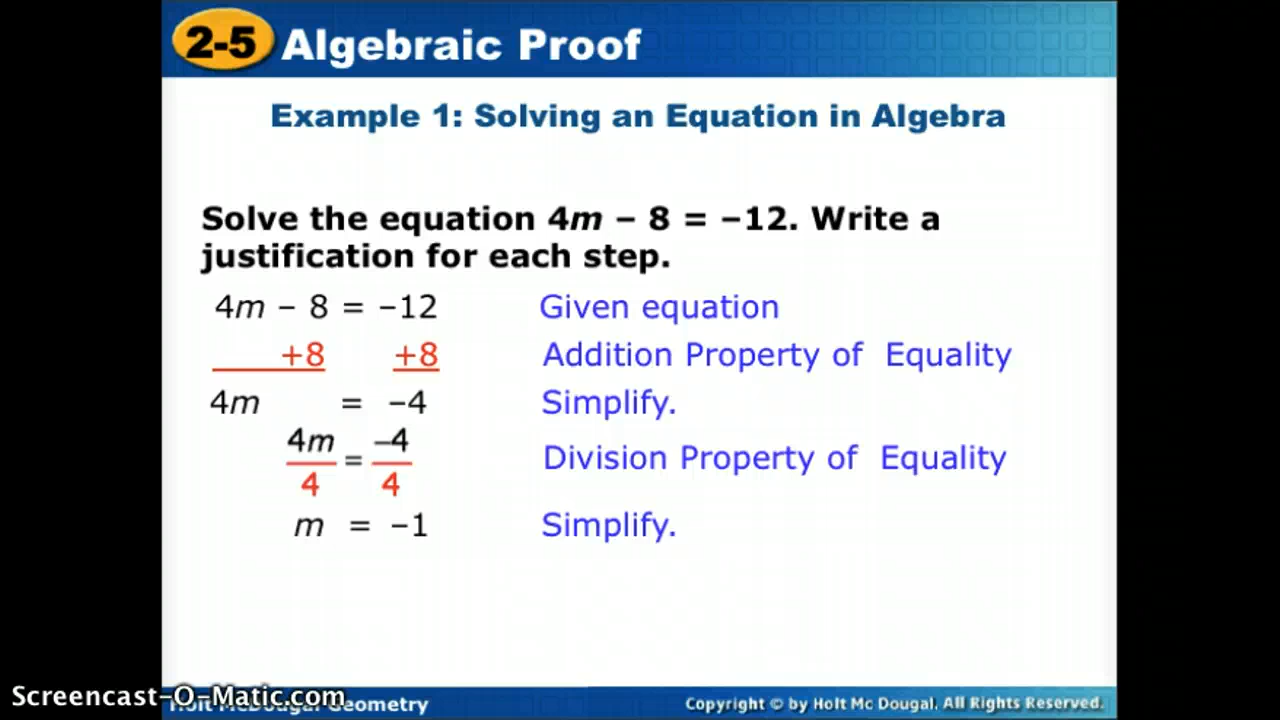 2-5 Algebraic Proof
Example 1: Solving an Equation in Algebra
Solve the equation 4m – 8 = –12. Write a
justification for each step.
4m – 8 = –12 Given equation
+8 +8 Addition Property of Equality
4m = –4 Simplify.
4m/4 = –4/4 Division Property of Equality
m = –1 Simplify.
Screencast-O-Matic.com
Holt McDougal Geometry
Copyright © by Holt Mc Dougal. All Rights Reserved.